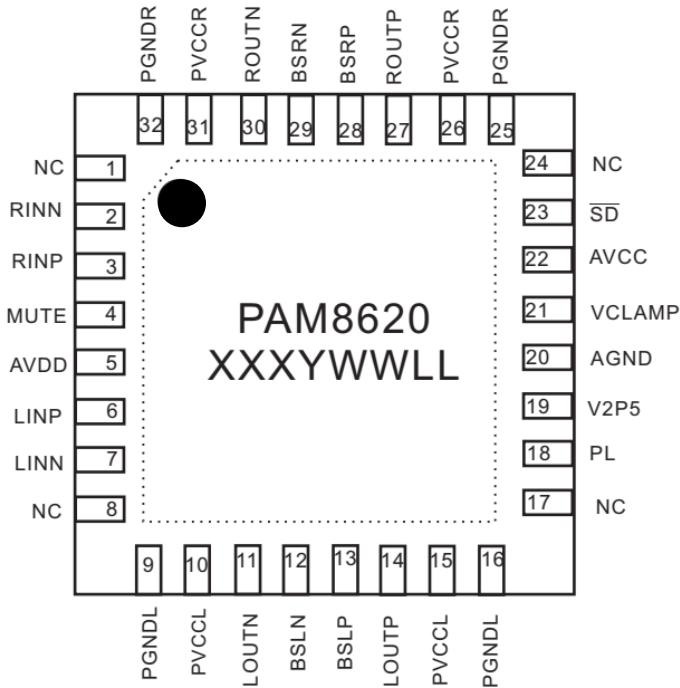 PGNDR PVCCR ROUTN BSRN BSRP ROUTP PVCCR PGNDR
32 31 30 29 28 27 26 25
NC 1 24 NC
RINN 2 23 SD
RINP 3 22 AVCC
MUTE 4 21 VCLAMP
AVDD 5 20 AGND
LINP 6 19 V2P5
LINN 7 18 PL
NC 8 17 NC
PAM8620
XXXYWWLL
9 10 11 12 13 14 15 16
PGNDL PVCCL LOUTN BSLN BSLP LOUTP PVCCL PGNDL